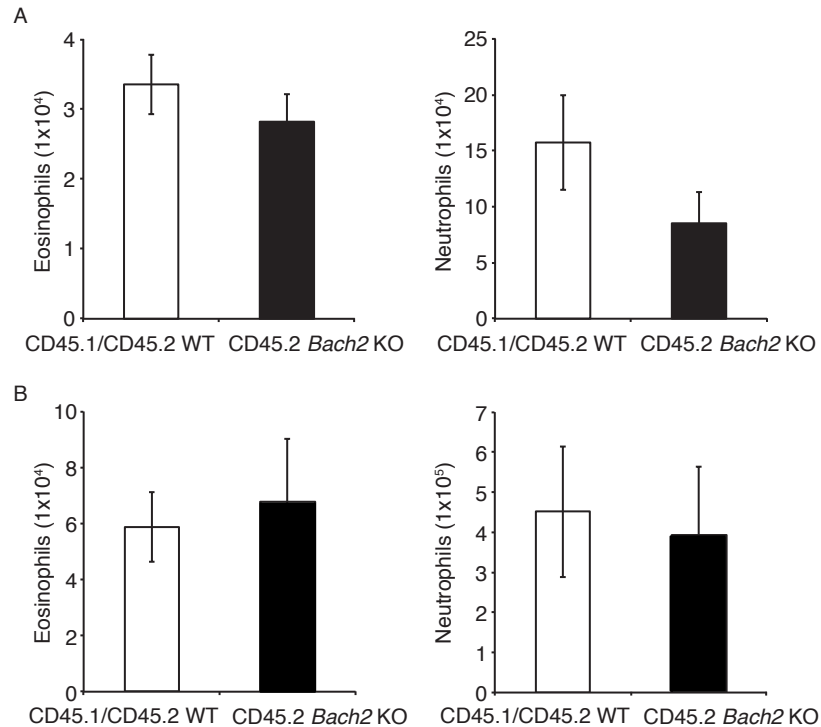 A
Eosinophils (1x10⁴)
4
3
2
1
0
CD45.1/CD45.2 WT CD45.2 Bach2 KO
Neutrophils (1x10⁴)
25
20
15
10
5
0
CD45.1/CD45.2 WT CD45.2 Bach2 KO
B
Eosinophils (1x10⁴)
10
8
6
4
2
0
CD45.1/CD45.2 WT CD45.2 Bach2 KO
Neutrophils (1x10⁵)
7
6
5
4
3
2
1
0
CD45.1/CD45.2 WT CD45.2 Bach2 KO